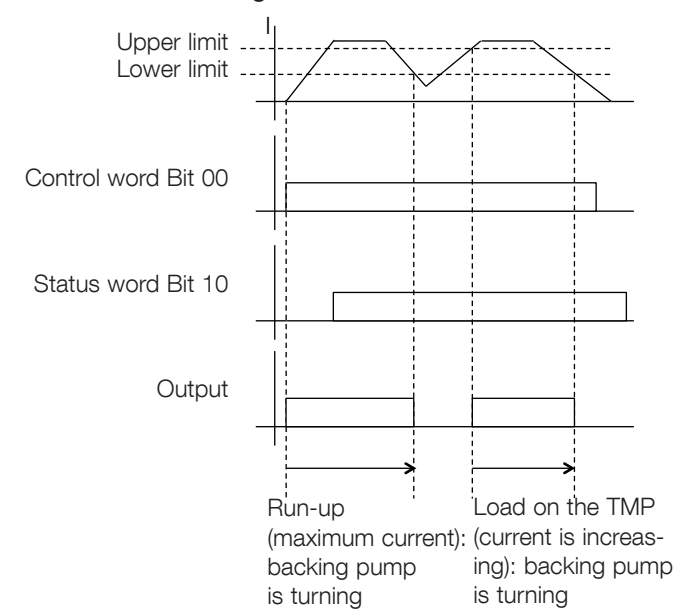 I
Upper limit
Lower limit
Control word Bit 00
Status word Bit 10
Output
Run-up
(maximum current):
backing pump
is turning
Load on the TMP
(current is increas-
ing): backing pump
is turning